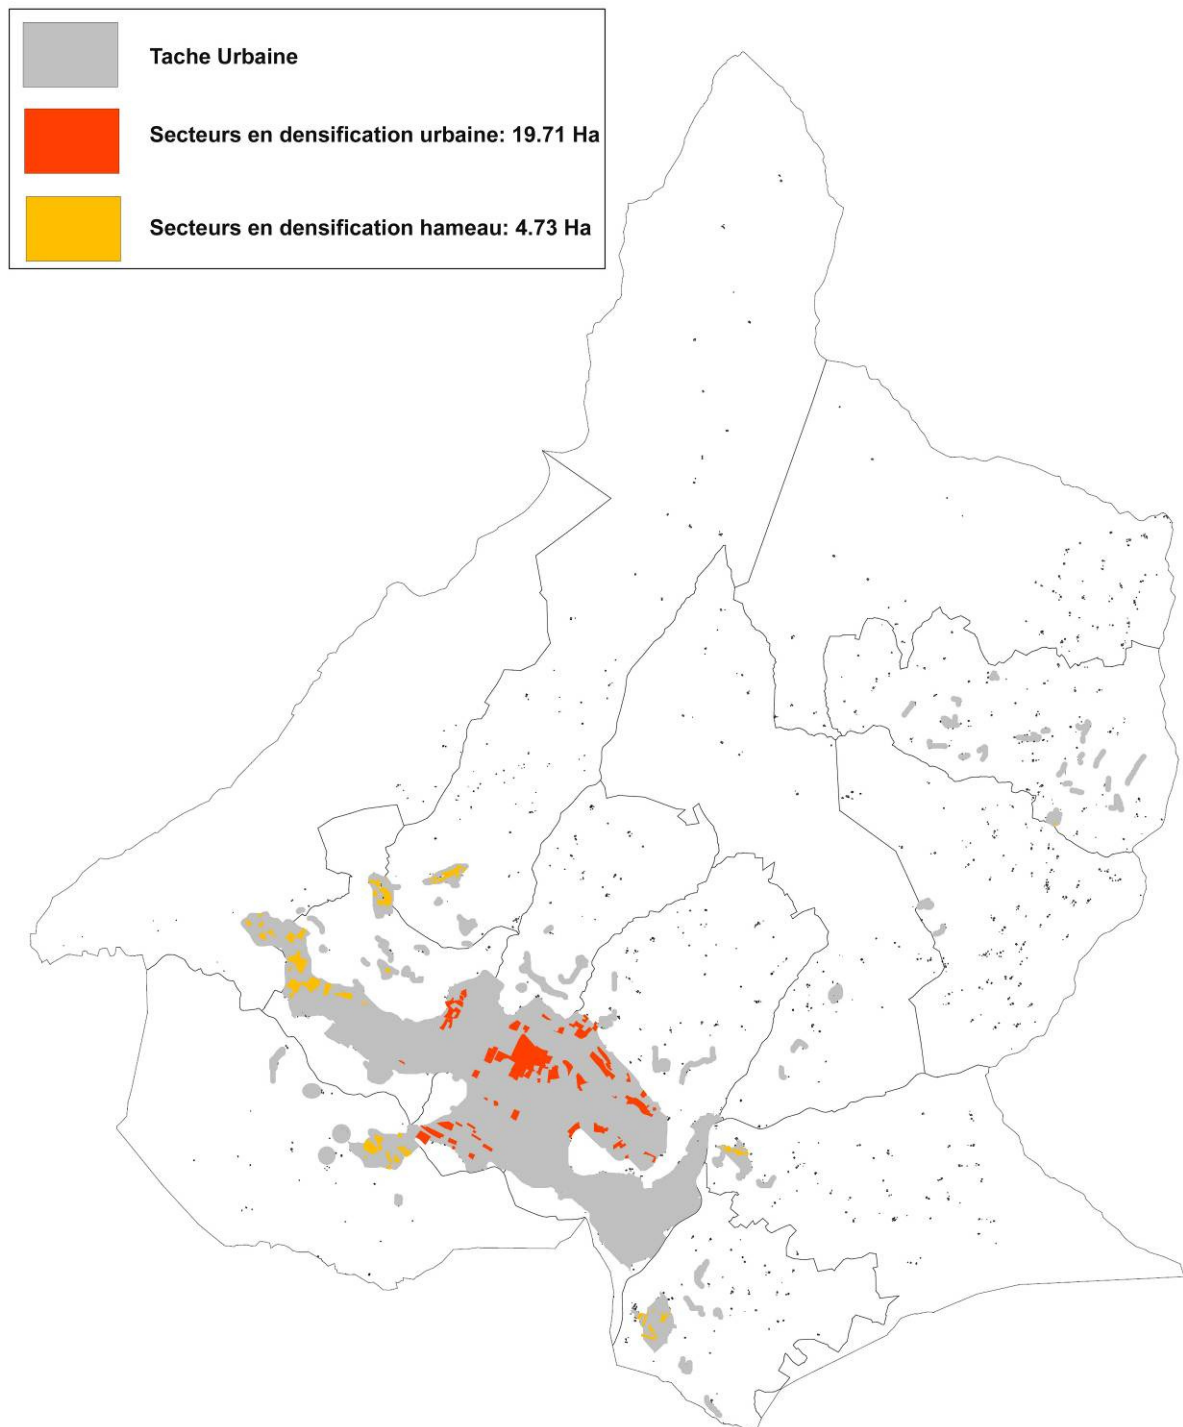 Tache Urbaine
Secteurs en densification urbaine: 19.71 Ha
Secteurs en densification hameau: 4.73 Ha